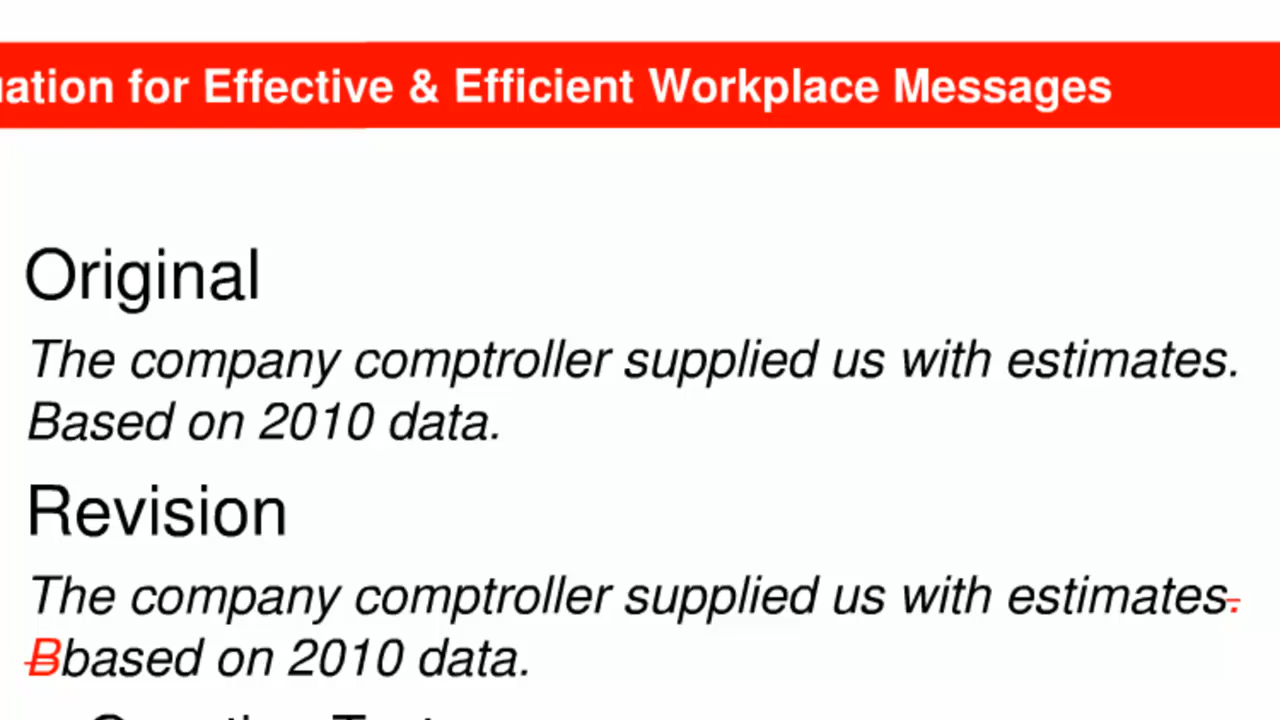 for Effective & Efficient Workplace Messages
Original
The company comptroller supplied us with estimates.
Based on 2010 data.
Revision
The company comptroller supplied us with estimates.
Bbased on 2010 data.